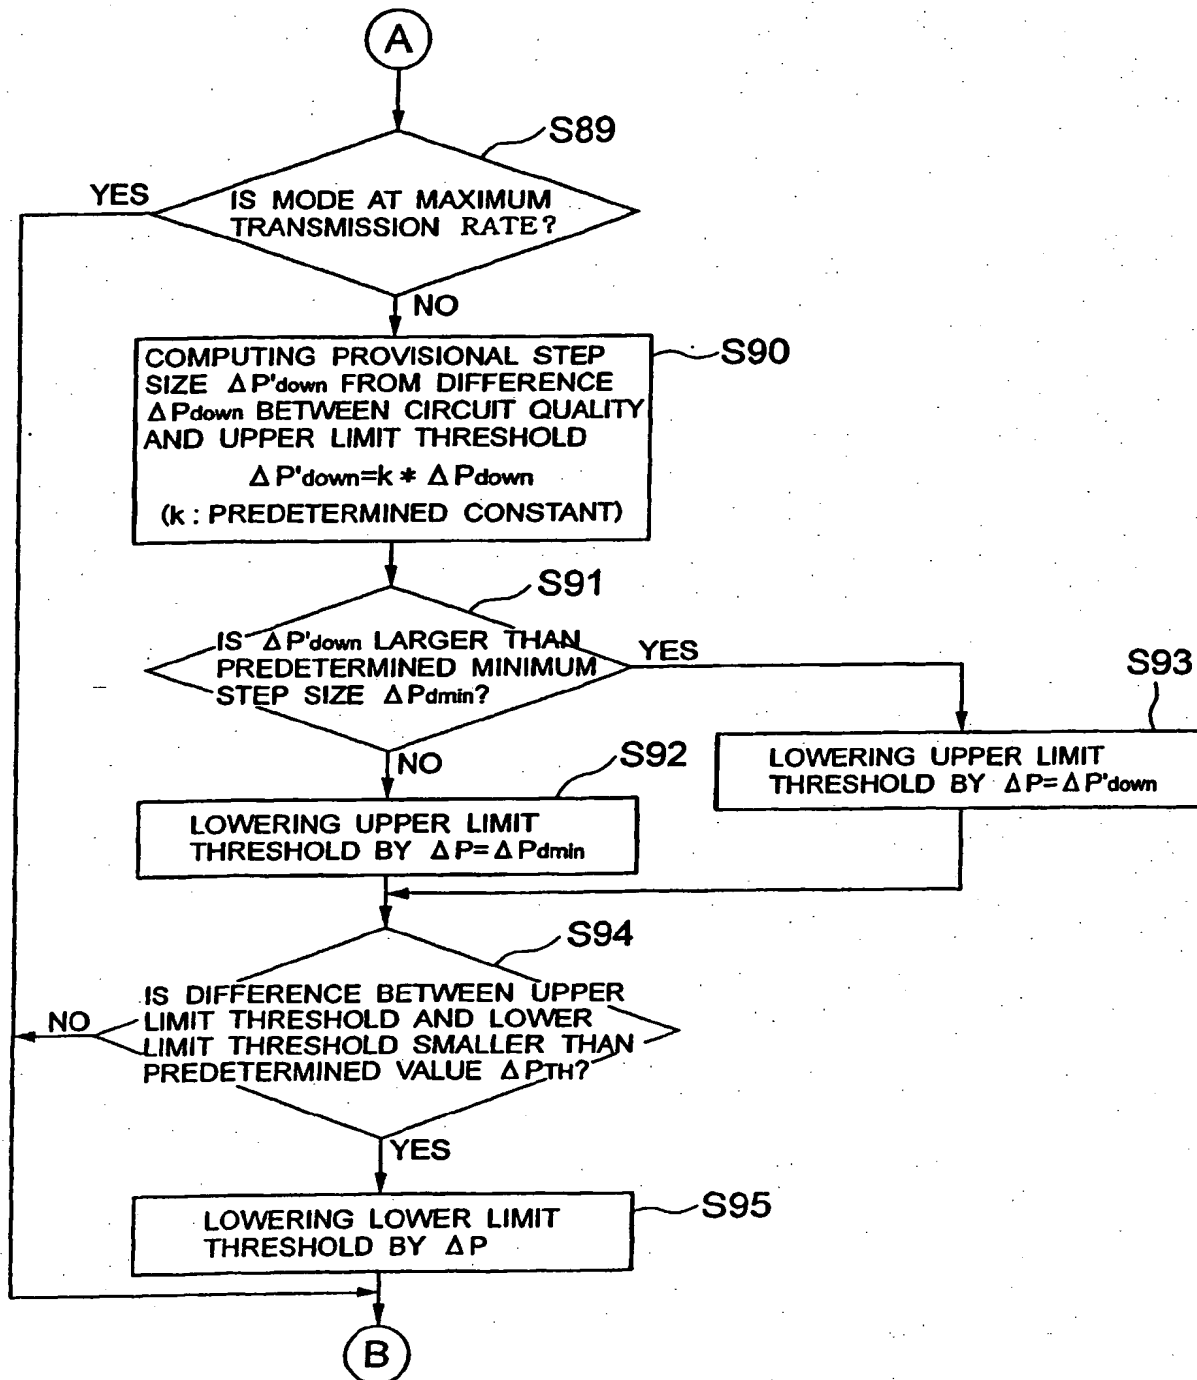 A
S89
YES
IS MODE AT MAXIMUM
TRANSMISSION RATE?
NO
S90
COMPUTING PROVISIONAL STEP
SIZE ΔP'down FROM DIFFERENCE
ΔPdown BETWEEN CIRCUIT QUALITY
AND UPPER LIMIT THRESHOLD
ΔP'down=k * ΔPdown
(k : PREDETERMINED CONSTANT)
S91
IS ΔP'down LARGER THAN
PREDETERMINED MINIMUM
STEP SIZE ΔPdmin?
YES
S93
NO
S92
LOWERING UPPER LIMIT
THRESHOLD BY ΔP=ΔP'down
LOWERING UPPER LIMIT
THRESHOLD BY ΔP=ΔPdmin
S94
IS DIFFERENCE BETWEEN UPPER
LIMIT THRESHOLD AND LOWER
LIMIT THRESHOLD SMALLER THAN
PREDETERMINED VALUE ΔPTH?
NO
YES
S95
LOWERING LOWER LIMIT
THRESHOLD BY ΔP
B